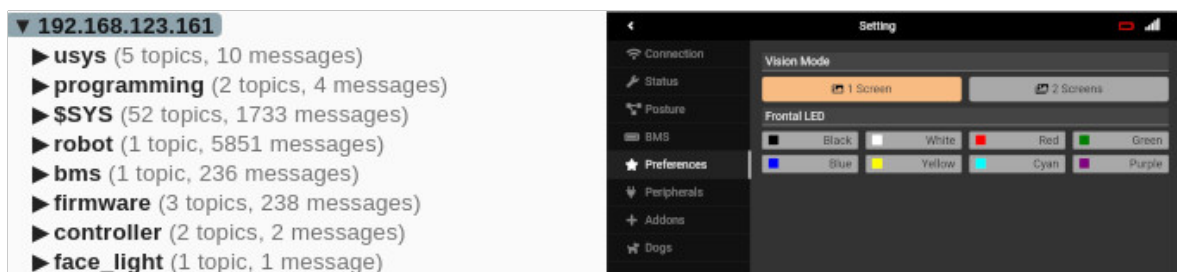 ▼ 192.168.123.161
▶ usys (5 topics, 10 messages)
▶ programming (2 topics, 4 messages)
▶ $SYS (52 topics, 1733 messages)
▶ robot (1 topic, 5851 messages)
▶ bms (1 topic, 236 messages)
▶ firmware (3 topics, 238 messages)
▶ controller (2 topics, 2 messages)
▶ face_light (1 topic, 1 message)
Setting
Connection
Status
Posture
BMS
Preferences
Peripherals
Addons
Dogs
Vision Mode
1 Screen 2 Screens
Frontal LED
Black White Red Green
Blue Yellow Cyan Purple